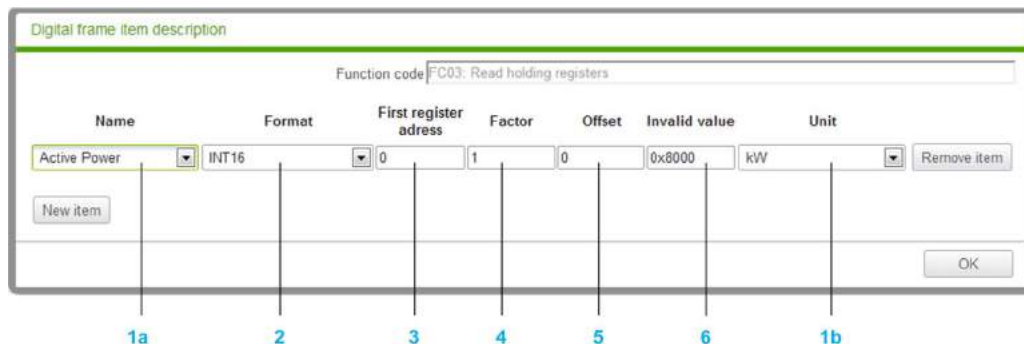 Digital frame item description
Function code FC03: Read holding registers
Name Format First register adress Factor Offset Invalid value Unit
Active Power INT16 0 1 0 0x8000 kW Remove item
New item
OK
1a 2 3 4 5 6 1b